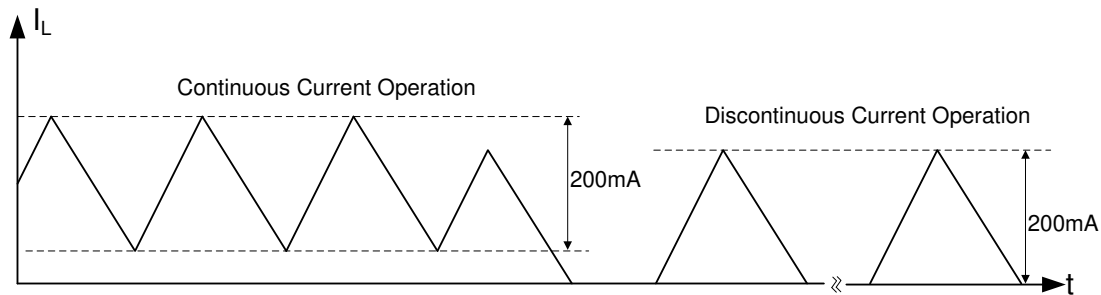 I_L
Continuous Current Operation
Discontinuous Current Operation
200mA
200mA
t